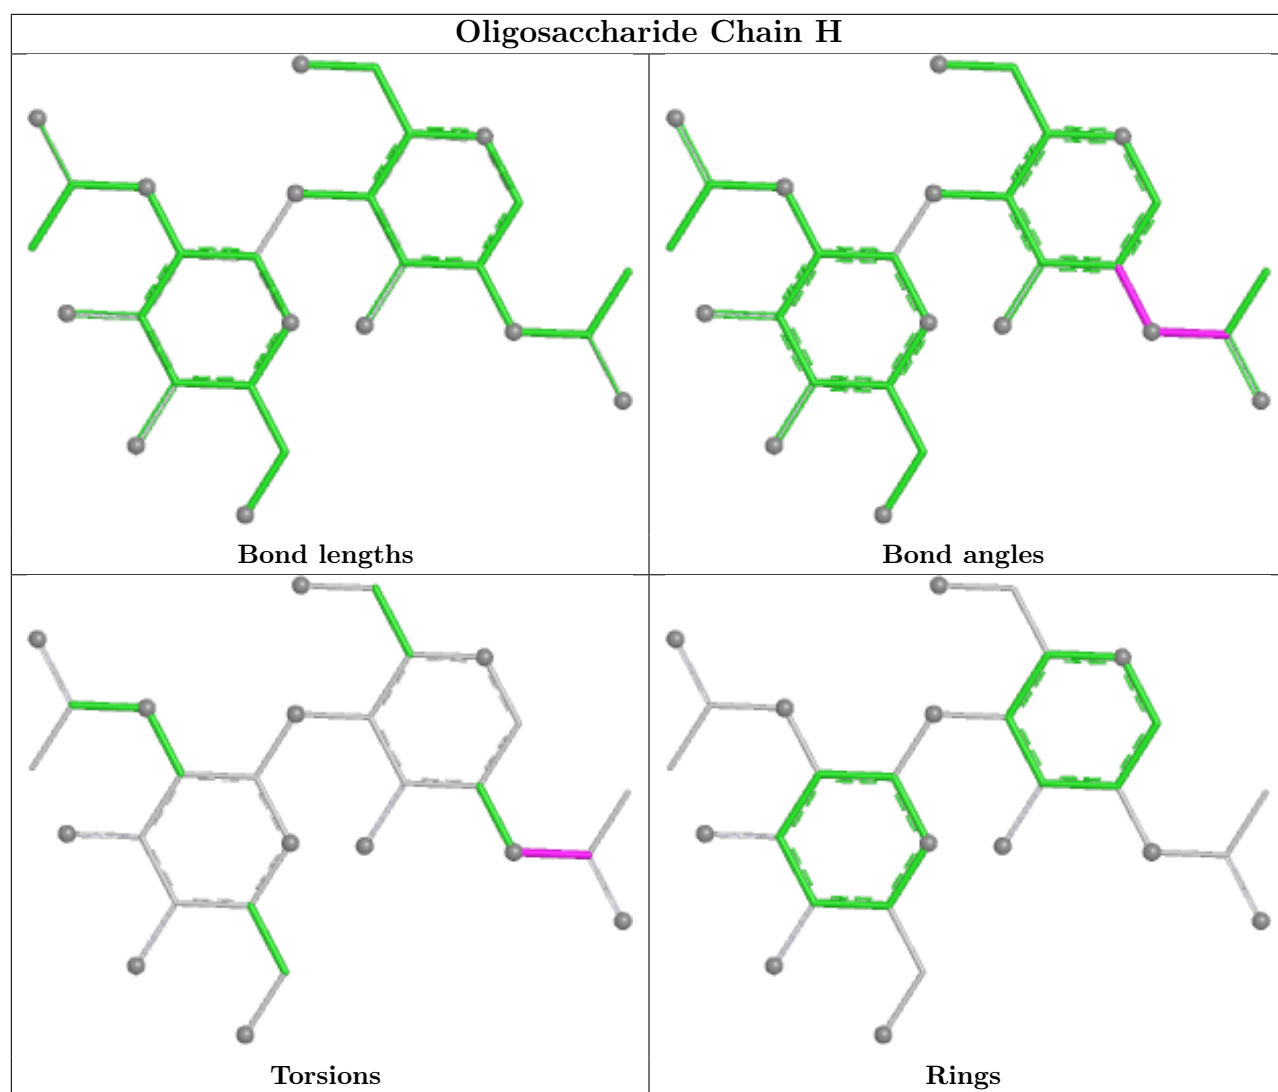 Oligosaccharide Chain H
Bond lengths
Bond angles
Torsions
Rings